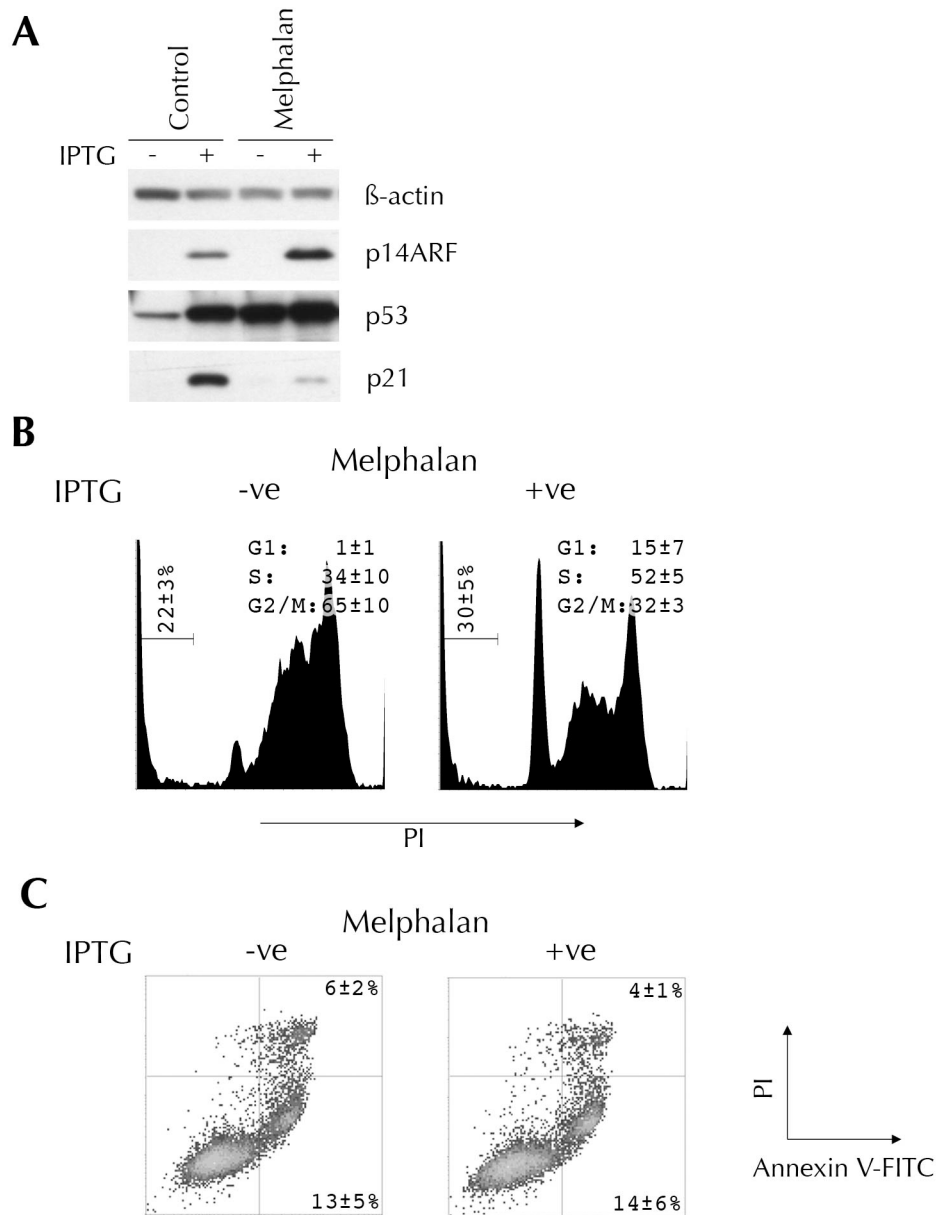 A
Control
Melphalan
IPTG - + - +
ß-actin
p14ARF
p53
p21
B
Melphalan
IPTG -ve +ve
22±3%
G1: 1±1
S: 34±10
G2/M:65±10
30±5%
G1: 15±7
S: 52±5
G2/M:32±3
PI
C
Melphalan
IPTG -ve +ve
6±2%
13±5%
4±1%
14±6%
PI
Annexin V-FITC